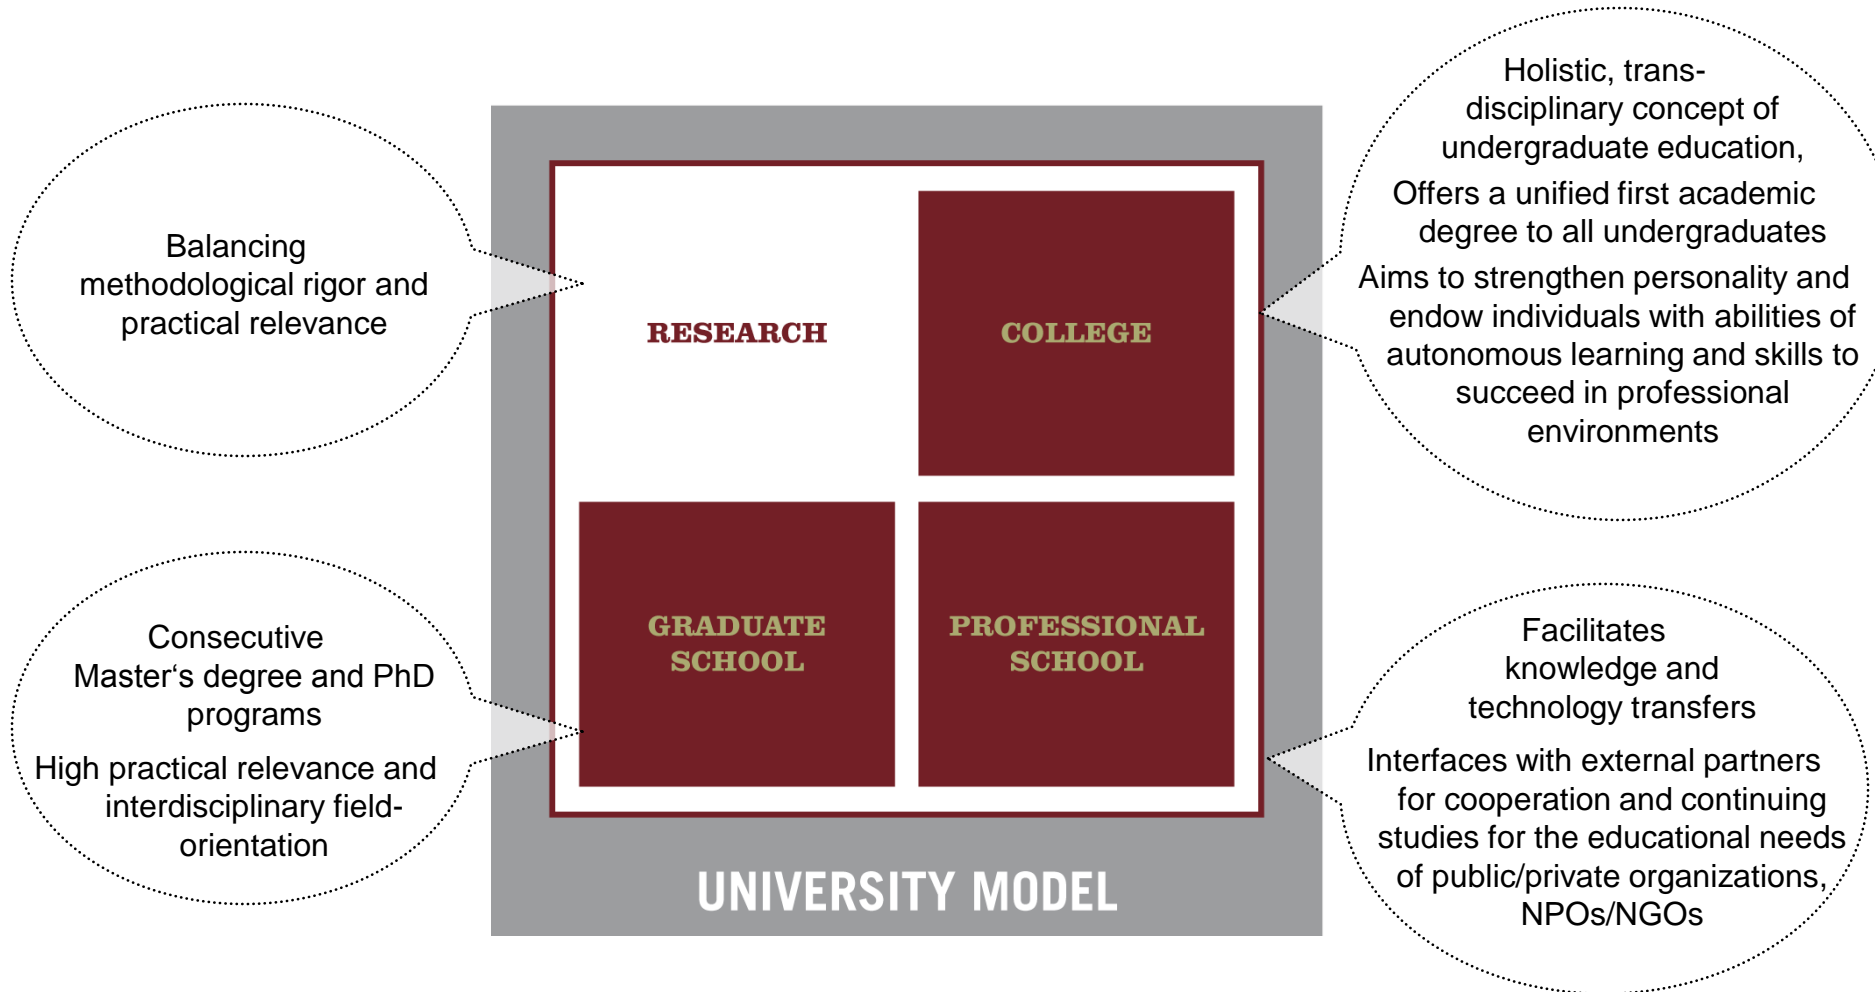 Balancing
methodological rigor and
practical relevance
RESEARCH
COLLEGE
Holistic, trans-
disciplinary concept of
undergraduate education,
Offers a unified first academic
degree to all undergraduates
Aims to strengthen personality and
endow individuals with abilities of
autonomous learning and skills to
succeed in professional
environments
Consecutive
Master‘s degree and PhD
programs
High practical relevance and
interdisciplinary field-
orientation
GRADUATE
SCHOOL
PROFESSIONAL
SCHOOL
Facilitates
knowledge and
technology transfers
Interfaces with external partners
for cooperation and continuing
studies for the educational needs
of public/private organizations,
NPOs/NGOs
UNIVERSITY MODEL